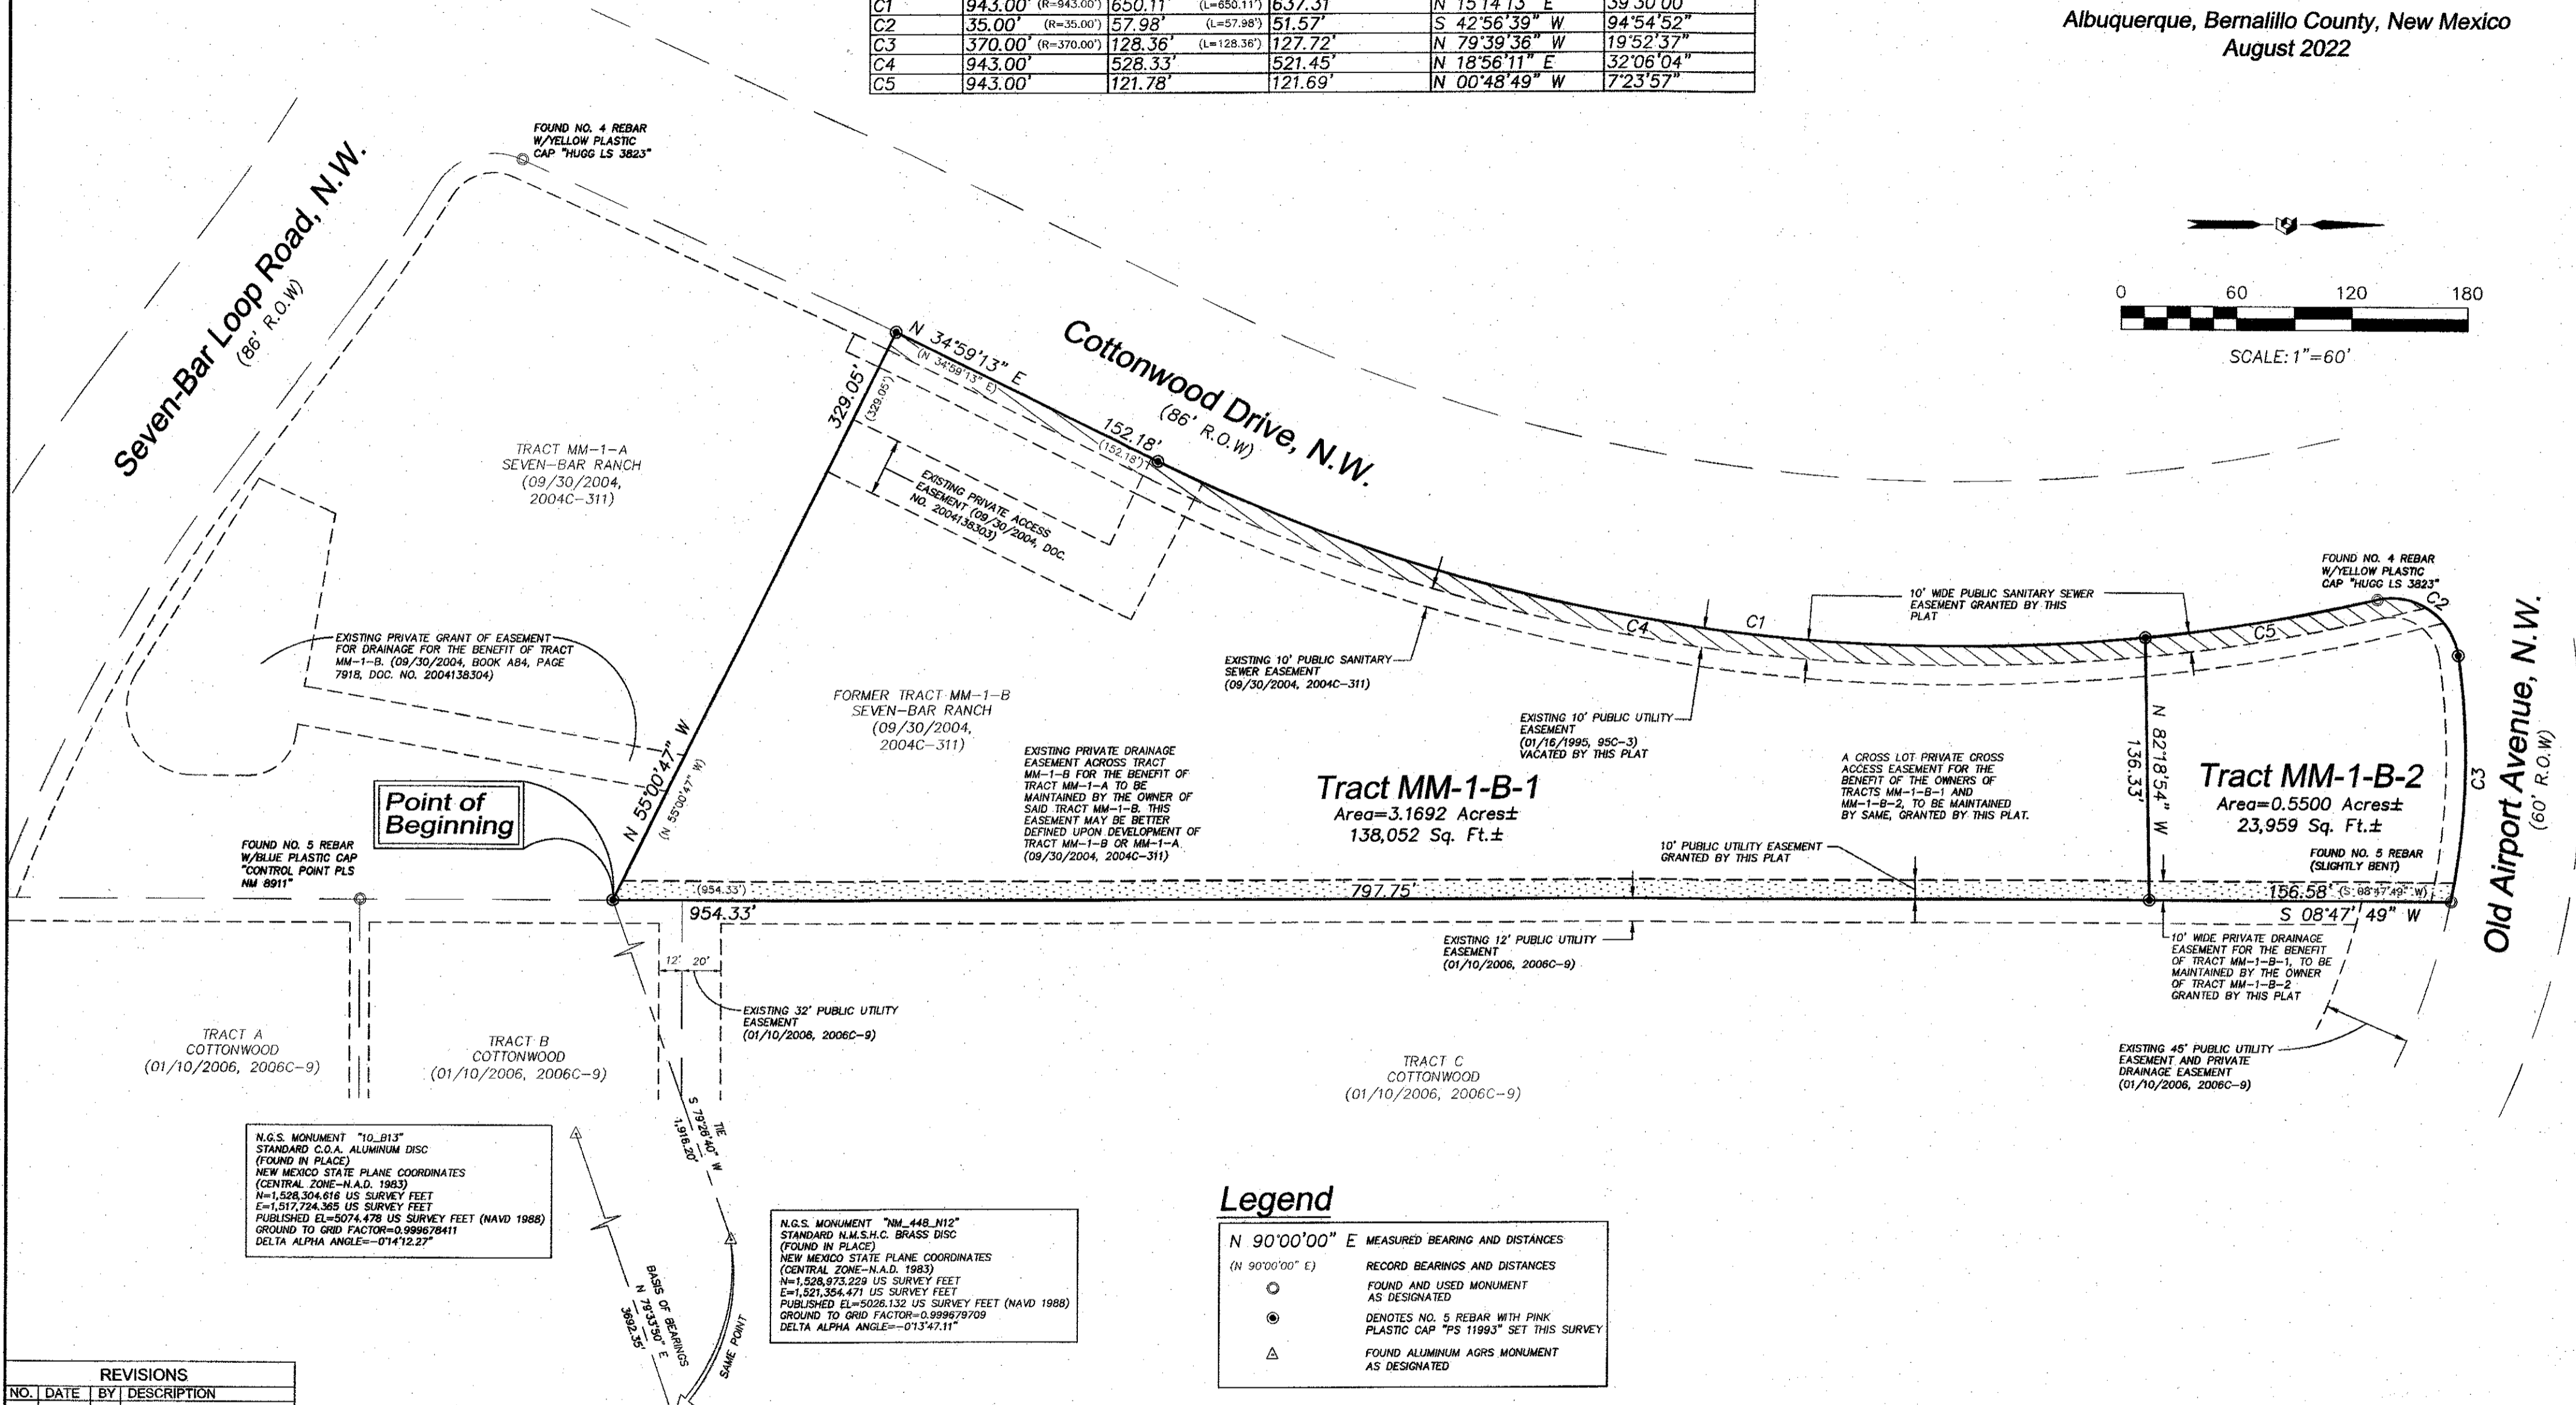 C1 943.00' (R=943.00') 650.11' (L=650.11') 637.31' N 15°14'13" E 39°30'00"
C2 35.00' (R=35.00') 57.98' (L=57.98') 51.57' S 42°56'39" W 94°54'52"
C3 370.00' (R=370.00') 128.36' (L=128.36') 127.72' N 79°39'36" W 19°52'37"
C4 943.00' 528.33' 521.45' N 18°56'11" E 32°06'04"
C5 943.00' 121.78' 121.69' N 00°48'49" W 7°23'57"
Albuquerque, Bernalillo County, New Mexico
August 2022
FOUND NO. 4 REBAR
W/YELLOW PLASTIC
CAP "HUGG LS 3823"
Seven-Bar Loop Road, N.W.
(86' R.O.W)
0 60 120 180
SCALE: 1"=60'
N 34°59'13" E
(N 34°59'13" E)
152.18'
(152.18')
Cottonwood Drive, N.W.
(86' R.O.W)
329.05'
(329.05')
TRACT MM-1-A
SEVEN-BAR RANCH
(09/30/2004,
2004C-311)
EXISTING PRIVATE ACCESS
EASEMENT (09/30/2004, DOC.
NO. 2004138303)
FOUND NO. 4 REBAR
W/YELLOW PLASTIC
CAP "HUGG LS 3823"
10' WIDE PUBLIC SANITARY SEWER
EASEMENT GRANTED BY THIS
PLAT
C1
C4
C5
C2
C3
Old Airport Avenue, N.W.
(60' R.O.W)
EXISTING PRIVATE GRANT OF EASEMENT
FOR DRAINAGE FOR THE BENEFIT OF TRACT
MM-1-B. (09/30/2004, BOOK A84, PAGE
7918, DOC. NO. 2004138304)
EXISTING 10' PUBLIC SANITARY
SEWER EASEMENT
(09/30/2004, 2004C-311)
FORMER TRACT MM-1-B
SEVEN-BAR RANCH
(09/30/2004,
2004C-311)
EXISTING 10' PUBLIC UTILITY
EASEMENT
(01/16/1995, 95C-3)
VACATED BY THIS PLAT
N 55°00'47" W
(N 55°00'47" W)
EXISTING PRIVATE DRAINAGE
EASEMENT ACROSS TRACT
MM-1-B FOR THE BENEFIT OF
TRACT MM-1-A TO BE
MAINTAINED BY THE OWNER OF
SAID TRACT MM-1-B. THIS
EASEMENT MAY BE BETTER
DEFINED UPON DEVELOPMENT OF
TRACT MM-1-B OR MM-1-A
(09/30/2004, 2004C-311)
Tract MM-1-B-1
Area=3.1692 Acres±
138,052 Sq. Ft.±
A CROSS LOT PRIVATE CROSS
ACCESS EASEMENT FOR THE
BENEFIT OF THE OWNERS OF
TRACTS MM-1-B-1 AND
MM-1-B-2, TO BE MAINTAINED
BY SAME, GRANTED BY THIS PLAT.
N 82°18'54" W
136.33'
Tract MM-1-B-2
Area=0.5500 Acres±
23,959 Sq. Ft.±
FOUND NO. 5 REBAR
(SLIGHTLY BENT)
Point of
Beginning
FOUND NO. 5 REBAR
W/BLUE PLASTIC CAP
"CONTROL POINT PLS
NM 8911"
10' PUBLIC UTILITY EASEMENT
GRANTED BY THIS PLAT
(954.33')
797.75'
156.58' (S 08°47'49" W)
954.33'
S 08°47'49" W
EXISTING 12' PUBLIC UTILITY
EASEMENT
(01/10/2006, 2006C-9)
10' WIDE PRIVATE DRAINAGE
EASEMENT FOR THE BENEFIT
OF TRACT MM-1-B-1, TO BE
MAINTAINED BY THE OWNER
OF TRACT MM-1-B-2
GRANTED BY THIS PLAT
12' 20'
EXISTING 32' PUBLIC UTILITY
EASEMENT
(01/10/2006, 2006C-9)
TRACT A
COTTONWOOD
(01/10/2006, 2006C-9)
TRACT B
COTTONWOOD
(01/10/2006, 2006C-9)
TRACT C
COTTONWOOD
(01/10/2006, 2006C-9)
EXISTING 45' PUBLIC UTILITY
EASEMENT AND PRIVATE
DRAINAGE EASEMENT
(01/10/2006, 2006C-9)
TIE
S 79°26'40" W
1,916.20'
N.G.S. MONUMENT "10_B13"
STANDARD C.O.A. ALUMINUM DISC
(FOUND IN PLACE)
NEW MEXICO STATE PLANE COORDINATES
(CENTRAL ZONE-N.A.D. 1983)
N=1,528,304.616 US SURVEY FEET
E=1,517,724.365 US SURVEY FEET
PUBLISHED EL=5074.478 US SURVEY FEET (NAVD 1988)
GROUND TO GRID FACTOR=0.999678411
DELTA ALPHA ANGLE=-0°14'12.27"
N.G.S. MONUMENT "NM_448_N12"
STANDARD N.M.S.H.C. BRASS DISC
(FOUND IN PLACE)
NEW MEXICO STATE PLANE COORDINATES
(CENTRAL ZONE-N.A.D. 1983)
N=1,528,973.229 US SURVEY FEET
E=1,521,354.471 US SURVEY FEET
PUBLISHED EL=5026.132 US SURVEY FEET (NAVD 1988)
GROUND TO GRID FACTOR=0.999679709
DELTA ALPHA ANGLE=-0°13'47.11"
BASIS OF BEARINGS
N 79°33'50" E
3692.35'
SAME POINT
Legend
N 90°00'00" E MEASURED BEARING AND DISTANCES
(N 90°00'00" E) RECORD BEARINGS AND DISTANCES
FOUND AND USED MONUMENT
AS DESIGNATED
DENOTES NO. 5 REBAR WITH PINK
PLASTIC CAP "PS 11993" SET THIS SURVEY
FOUND ALUMINUM AGRS MONUMENT
AS DESIGNATED
REVISIONS
NO. DATE BY DESCRIPTION